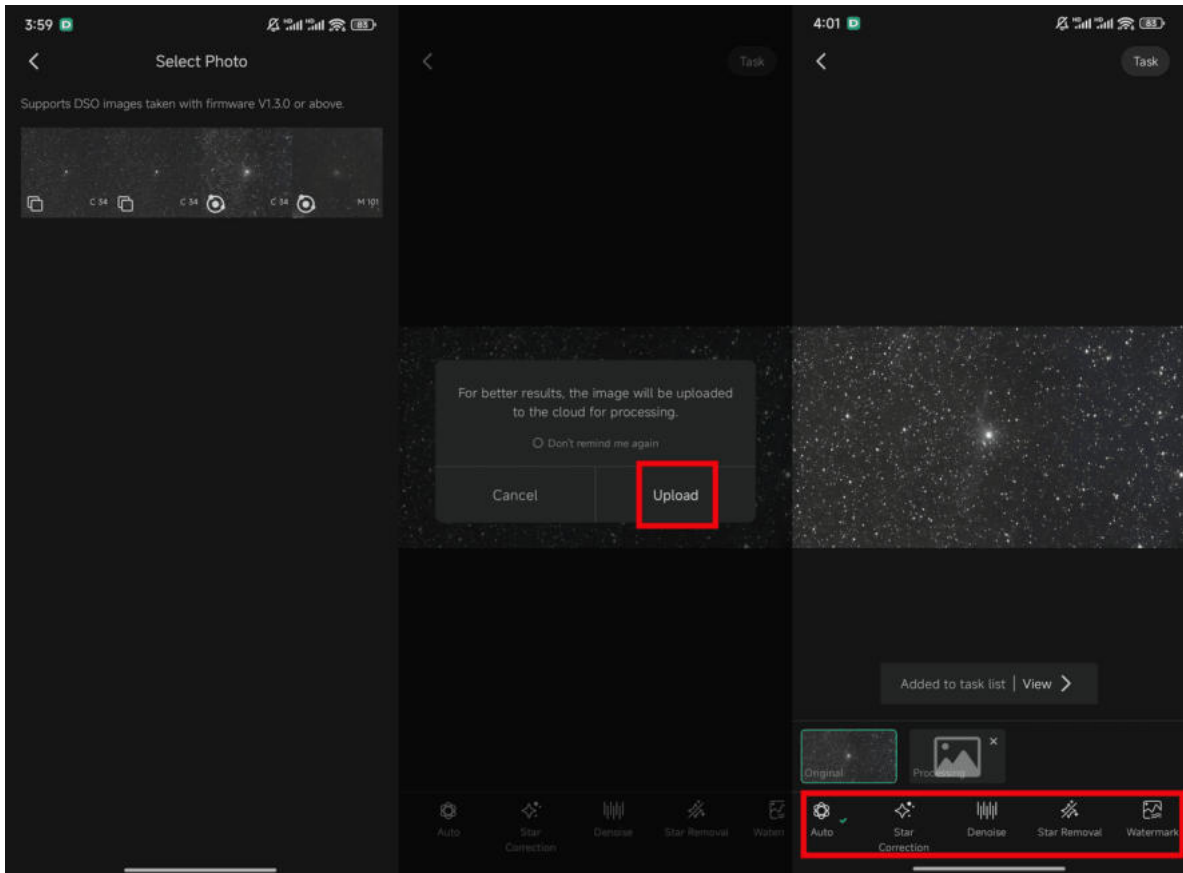 3:59
83
Select Photo
Supports DSO images taken with firmware V1.3.0 or above.
C 34
C 34
C 34
M 101
Task
For better results, the image will be uploaded
to the cloud for processing.
Don't remind me again
Cancel
Upload
Auto
Star
Correction
Denoise
Star Removal
Watern
4:01
83
Task
Added to task list | View
Original
Processing
Auto
Star
Correction
Denoise
Star Removal
Watermark